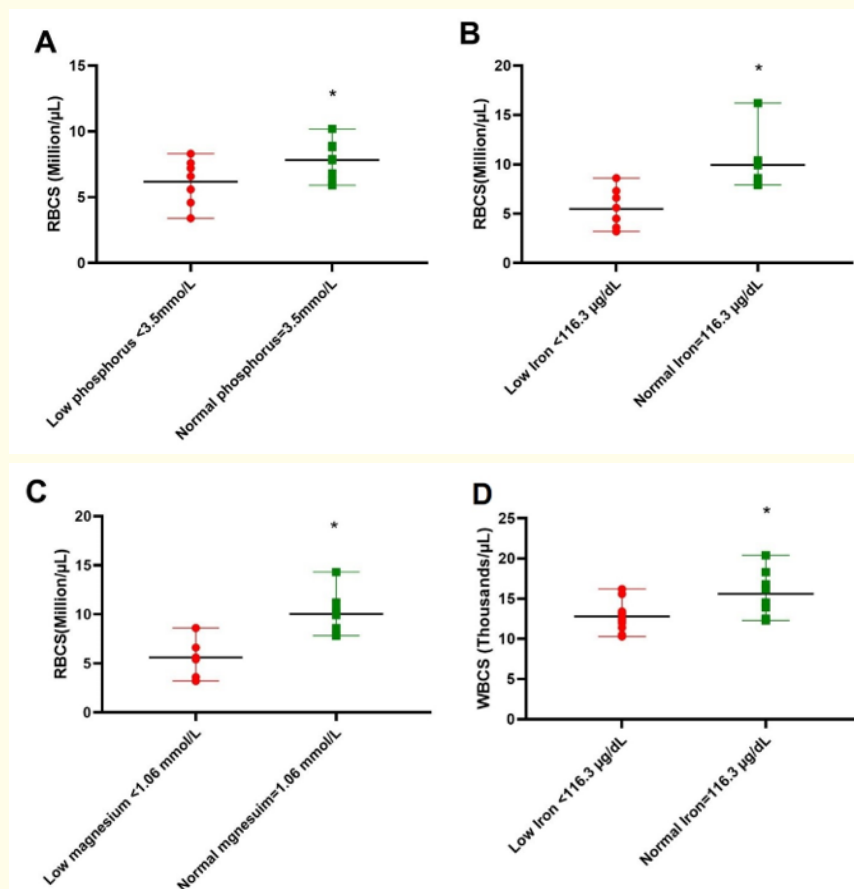 A
15
10
5
0
RBCS (Million/µL)
*
Low phosphorus <3.5mmo/L
Normal phosphorus=3.5mmo/L
B
20
15
10
5
0
RBCS(Million/µL)
*
Low Iron <116.3 µg/dL
Normal Iron=116.3 µg/dL
C
20
15
10
5
0
RBCS(Million/µL)
*
Low magnesium <1.06 mmol/L
Normal mgnesuim=1.06 mmol/L
D
25
20
15
10
5
0
WBCS (Thousands/µL)
*
Low Iron <116.3 µg/dL
Normal Iron=116.3 µg/dL